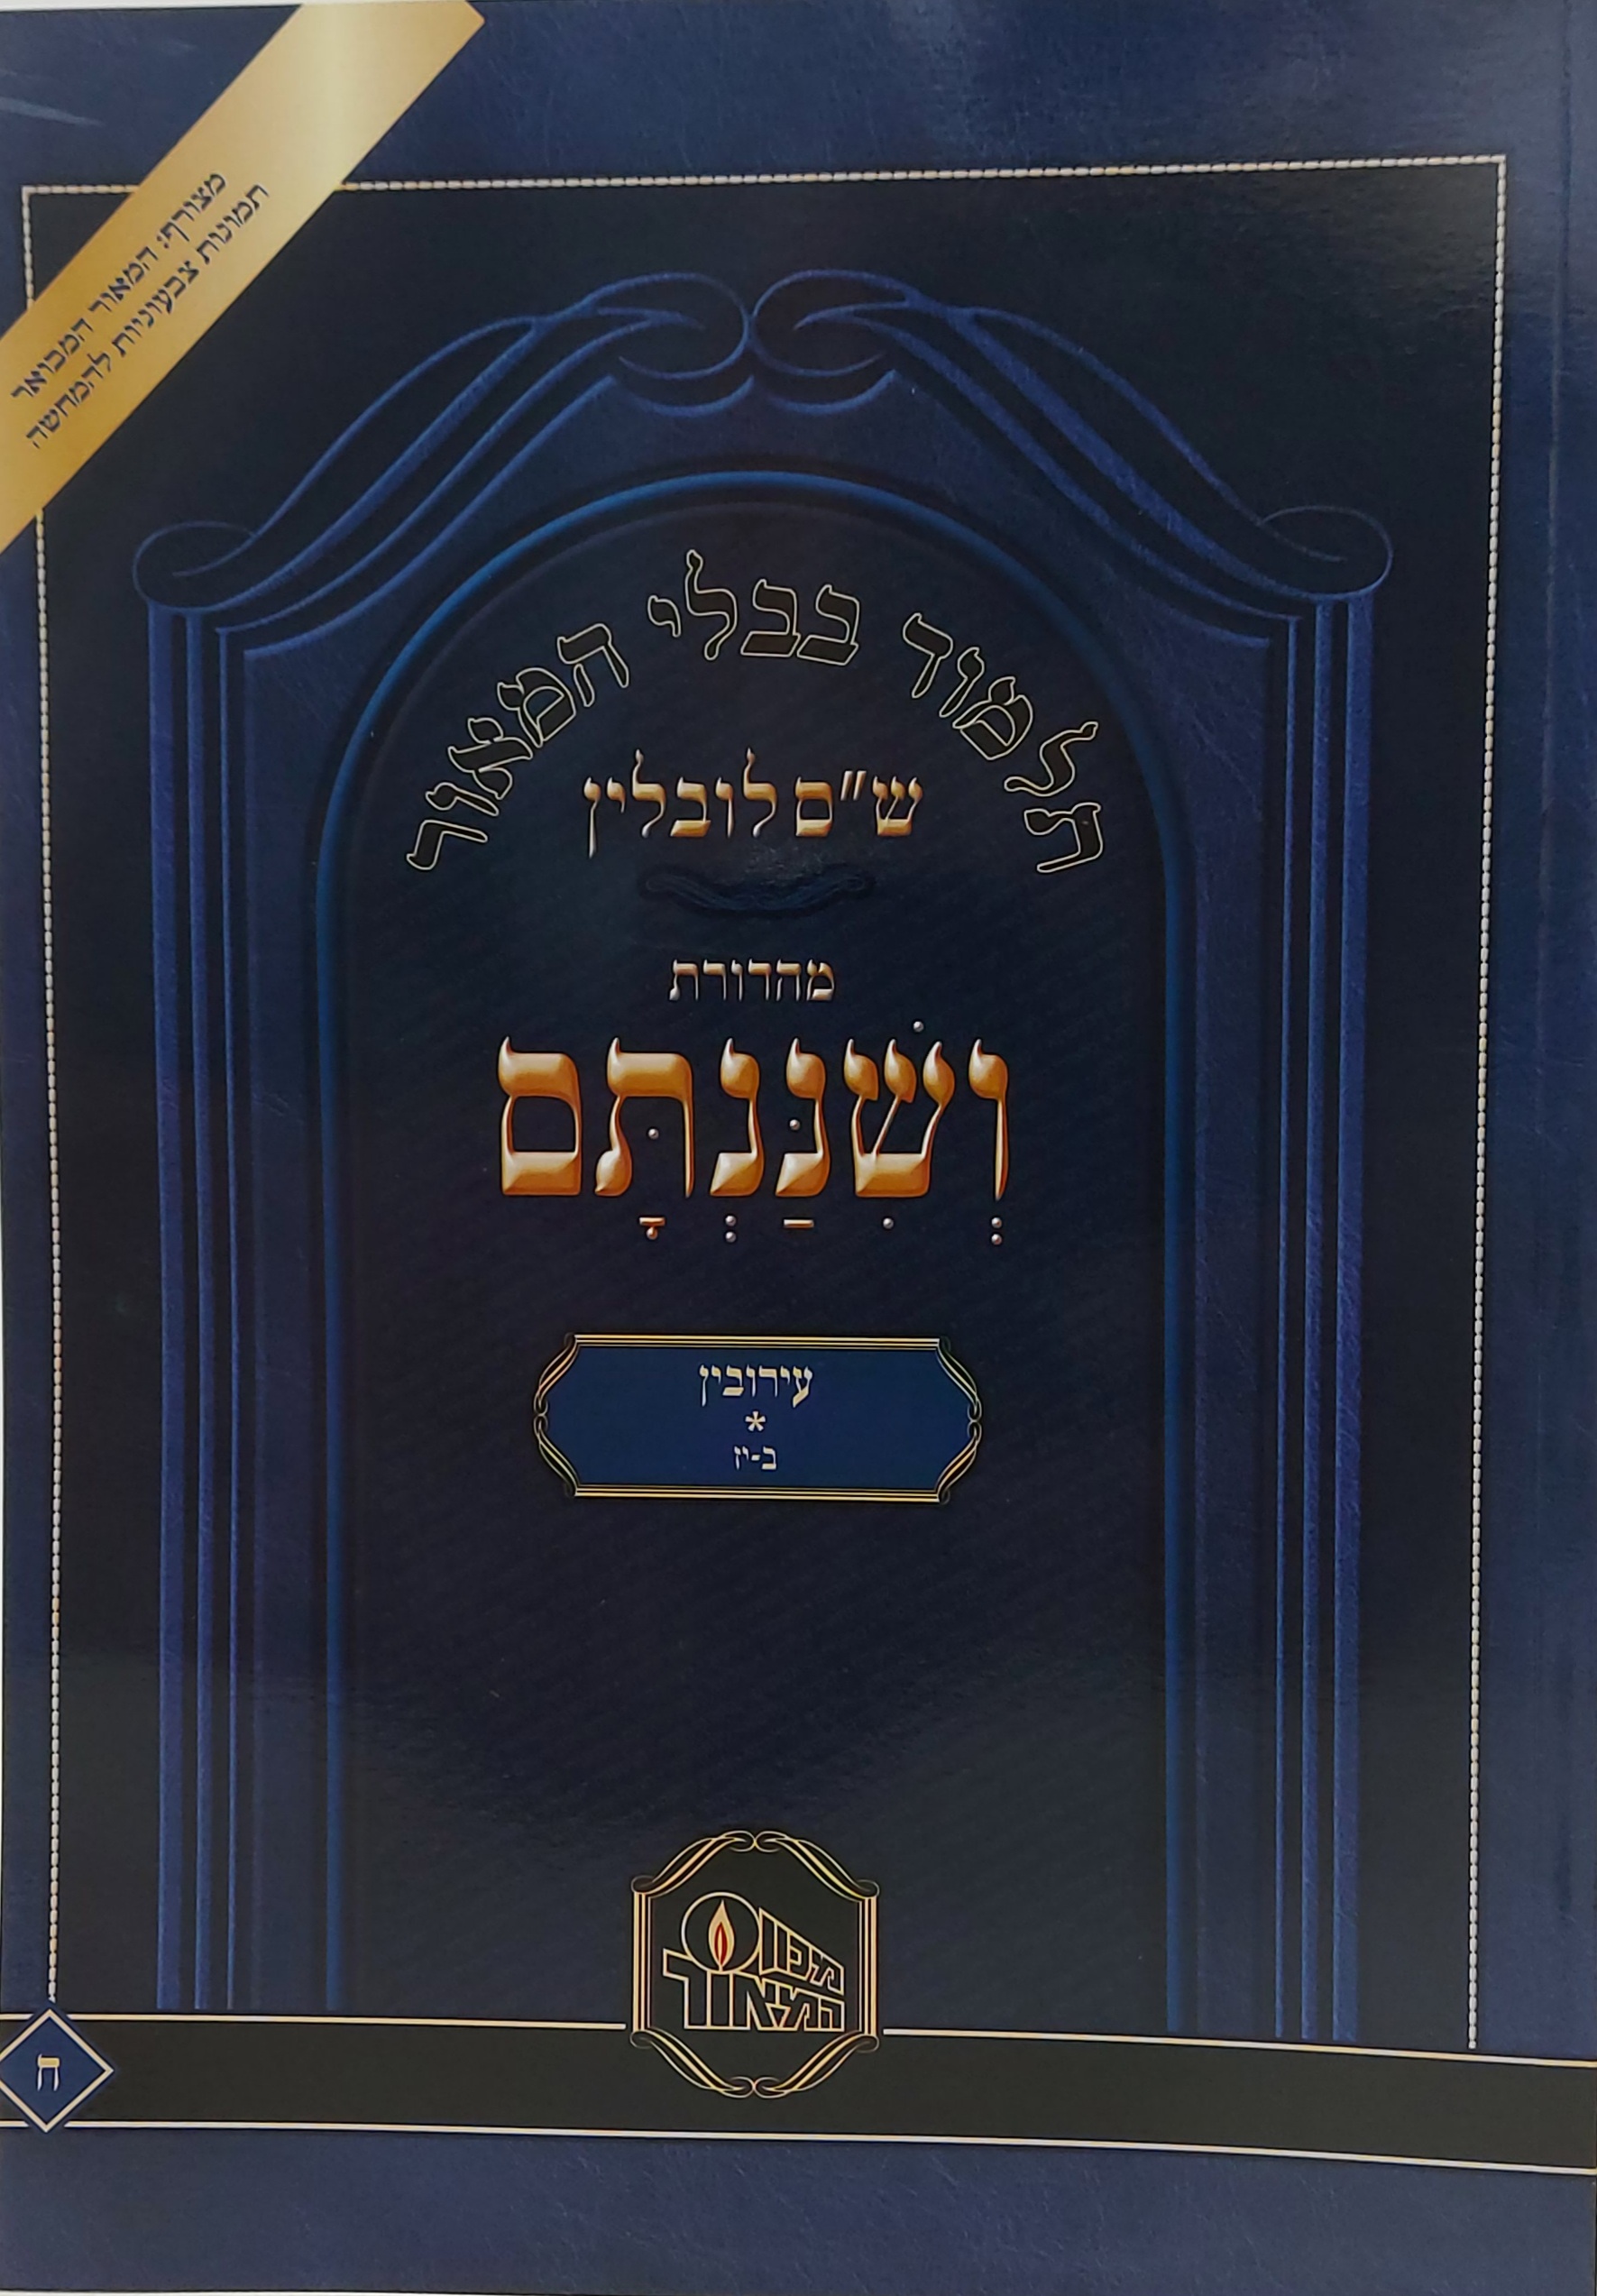 מצורף: המאור המבואר
תמונות צבעוניות להמחשה
תלמוד בבלי המאור
ש"ס לובלין
מהדורת
וְשִׁנַּנְתָּם
עירובין
*
ב-יז
מכון
המאור
ח